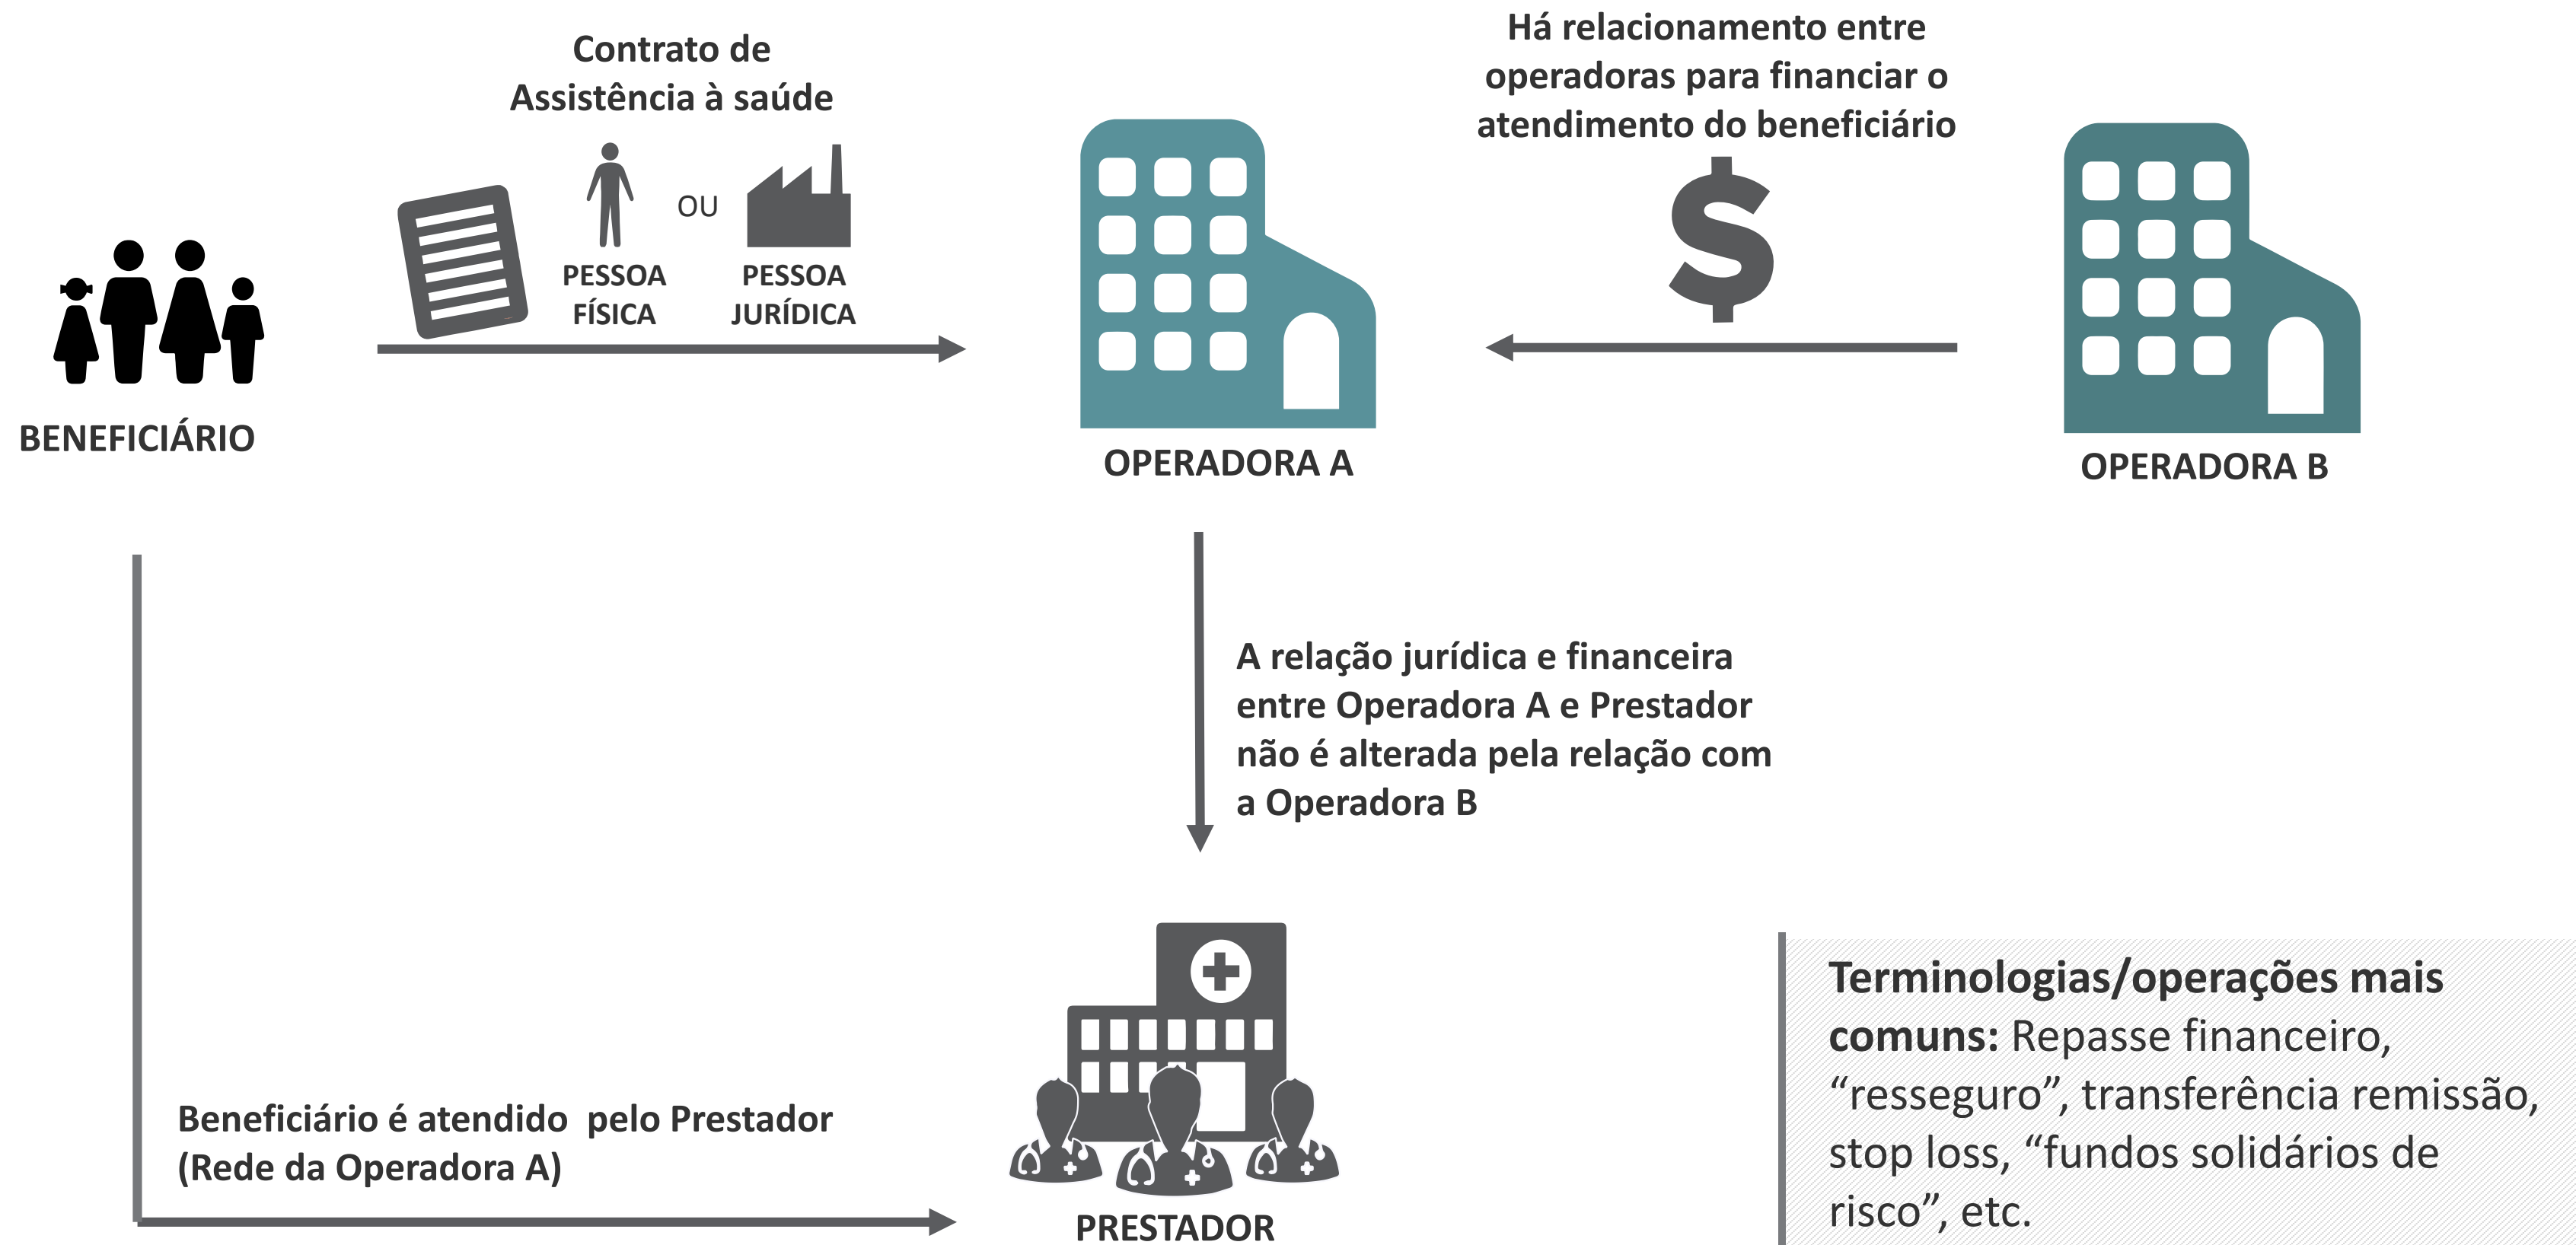 Contrato de
Assistência à saúde
OU
PESSOA
FÍSICA
PESSOA
JURÍDICA
Há relacionamento entre
operadoras para financiar o
atendimento do beneficiário
BENEFICIÁRIO
OPERADORA A
OPERADORA B
A relação jurídica e financeira
entre Operadora A e Prestador
não é alterada pela relação com
a Operadora B
Beneficiário é atendido  pelo Prestador
(Rede da Operadora A)
PRESTADOR
Terminologias/operações mais
comuns: Repasse financeiro,
“resseguro”, transferência remissão,
stop loss, “fundos solidários de
risco”, etc.